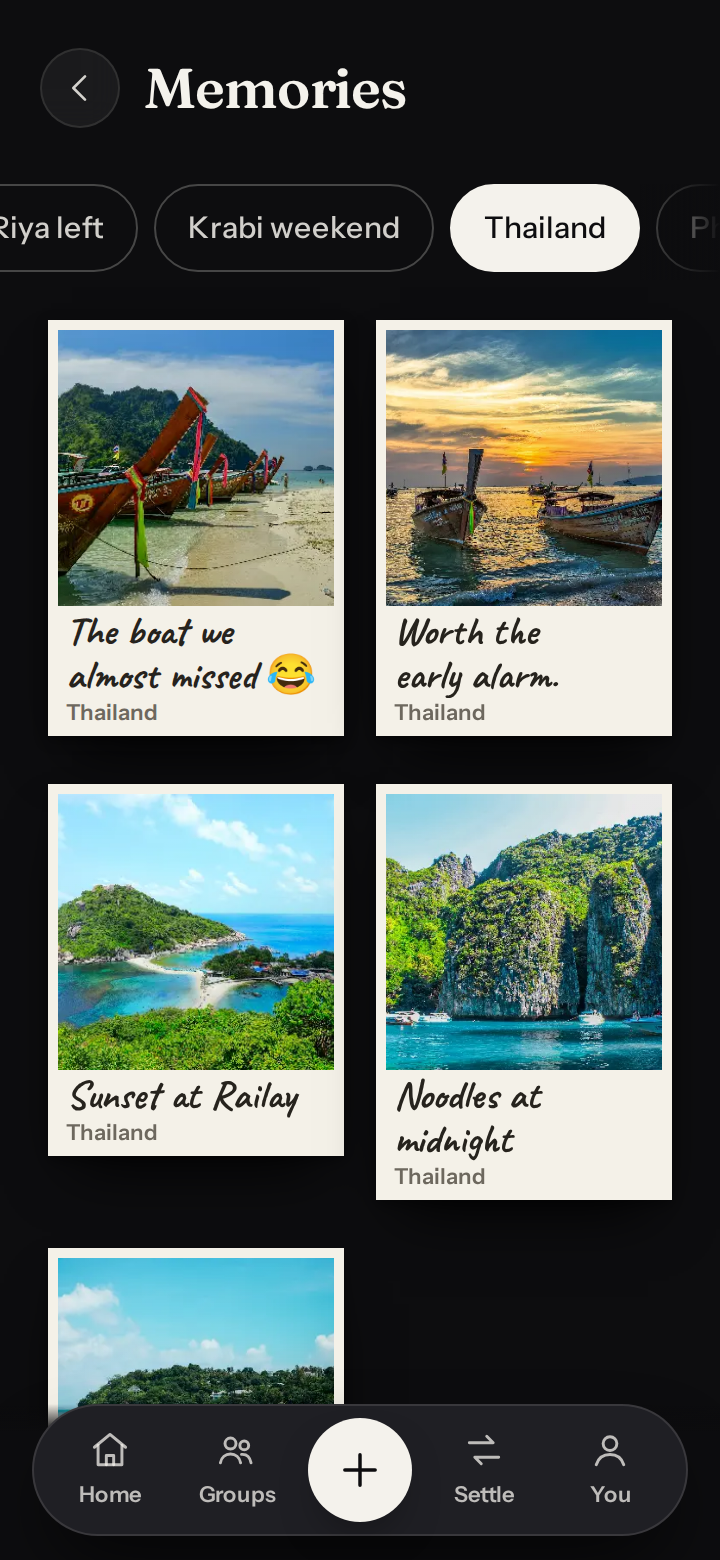 Memories
Riya left
Krabi weekend
Thailand
The boat we
almost missed 😂
Thailand
Worth the
early alarm.
Thailand
Sunset at Railay
Thailand
Noodles at
midnight
Thailand
Home
Groups
Settle
You